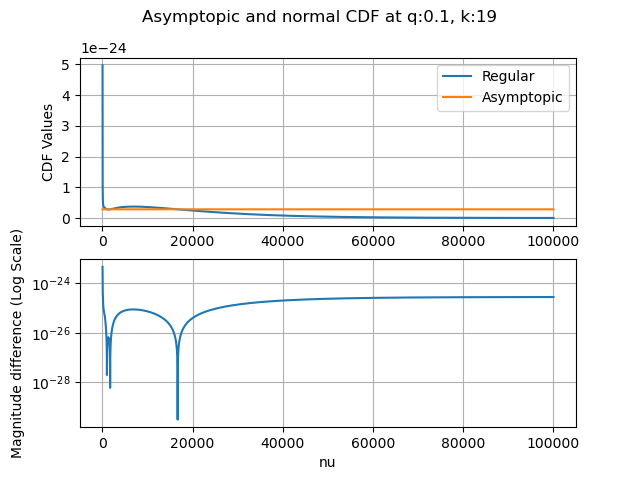 Asymptopic and normal CDF at q:0.1, k:19
1e−24
5
4
3
2
1
0
CDF Values
Regular
Asymptopic
0 20000 40000 60000 80000 100000
10⁻²⁴
10⁻²⁶
10⁻²⁸
Magnitude difference (Log Scale)
0 20000 40000 60000 80000 100000
nu